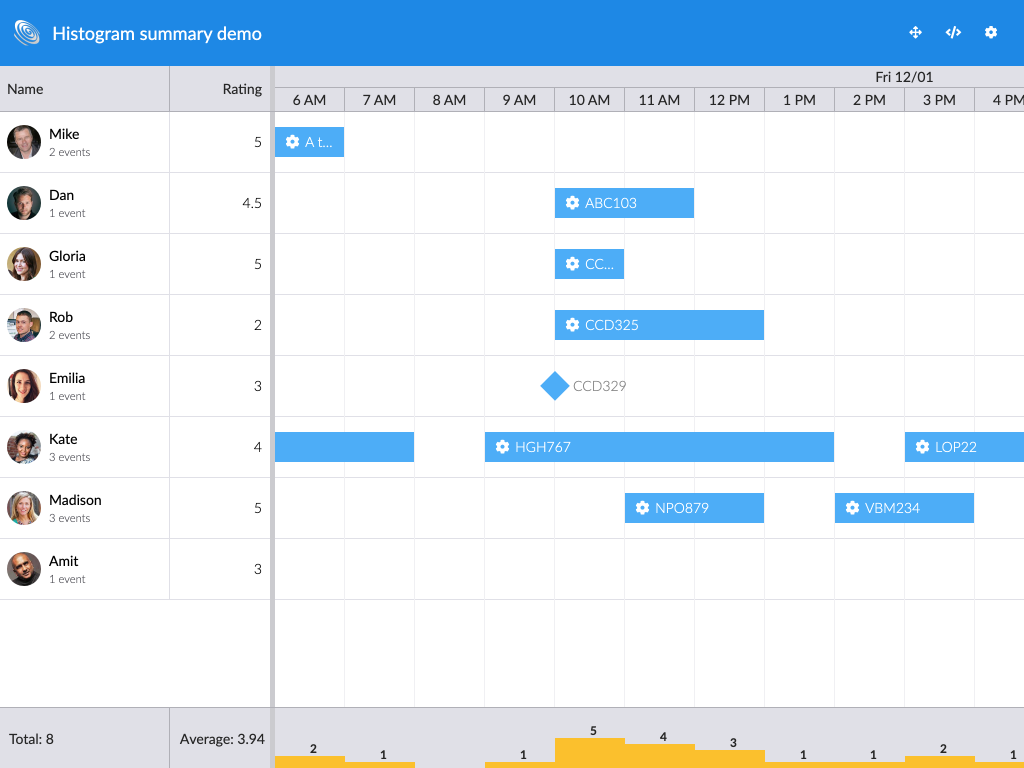 Histogram summary demo
Name Rating
Fri 12/01
6 AM 7 AM 8 AM 9 AM 10 AM 11 AM 12 PM 1 PM 2 PM 3 PM 4 PM
Mike
2 events
5
A t...
Dan
1 event
4.5
ABC103
Gloria
1 event
5
CC...
Rob
2 events
2
CCD325
Emilia
1 event
3
CCD329
Kate
3 events
4
HGH767
LOP22
Madison
3 events
5
NPO879
VBM234
Amit
1 event
3
Total: 8
Average: 3.94
2 1 1 5 4 3 1 1 2 1